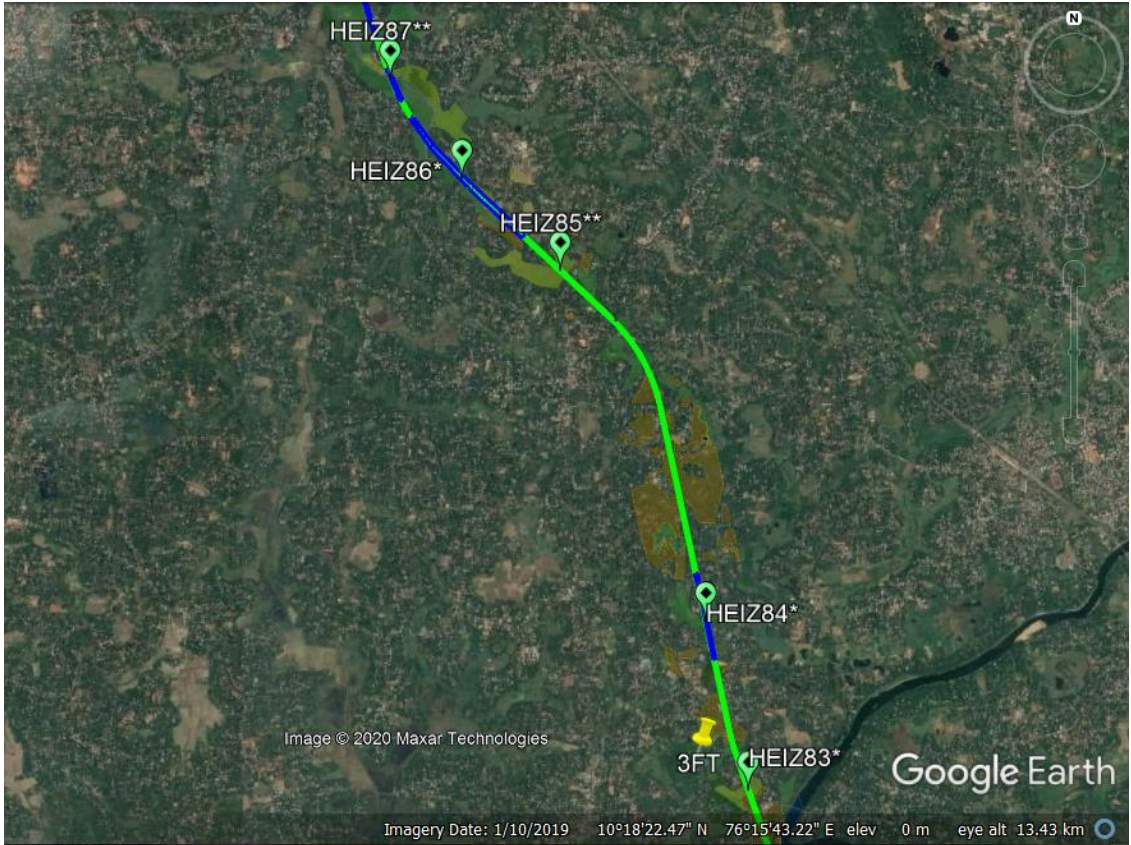 HEIZ87**
N
HEIZ86*
HEIZ85**
HEIZ84*
Image © 2020 Maxar Technologies
3FT
HEIZ83*
Google Earth
Imagery Date: 1/10/2019 10°18'22.47" N 76°15'43.22" E elev 0 m eye alt 13.43 km